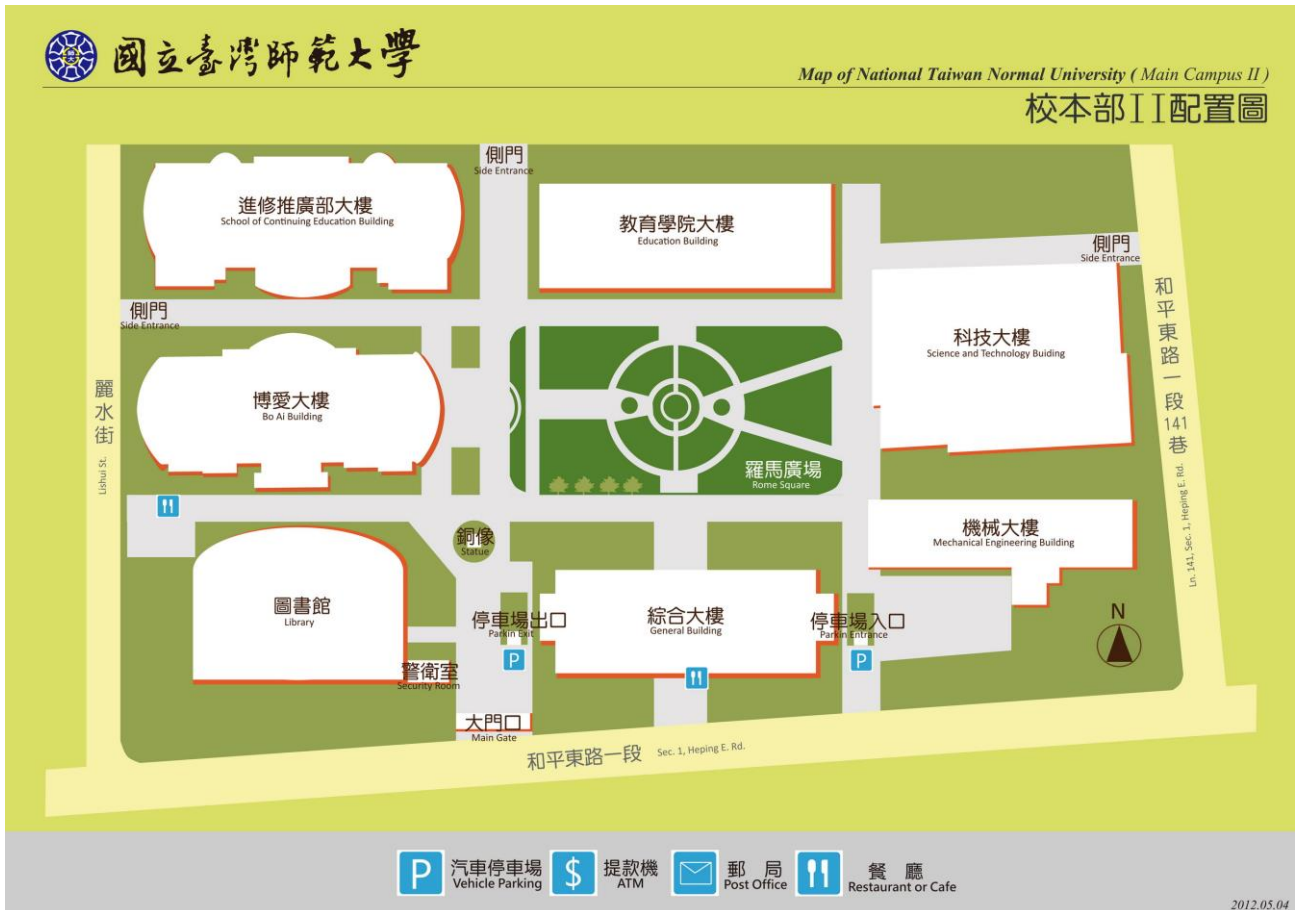 國立臺灣師範大學
Map of National Taiwan Normal University ( Main Campus II )
校本部II配置圖
側門
Side Entrance
進修推廣部大樓
School of Continuing Education Building
教育學院大樓
Education Building
側門
Side Entrance
側門
Side Entrance
和平東路一段141巷
Ln. 141, Sec. 1, Heping E. Rd.
科技大樓
Science and Technology Buiding
麗水街
Lishui St.
博愛大樓
Bo Ai Building
羅馬廣場
Rome Square
銅像
Statue
機械大樓
Mechanical Engineering Building
圖書館
Library
停車場出口
Parkin Exit
P
綜合大樓
General Building
停車場入口
Parkin Entrance
P
N
警衛室
Security Room
大門口
Main Gate
和平東路一段 Sec. 1, Heping E. Rd.
P 汽車停車場
Vehicle Parking
$ 提款機
ATM
郵局
Post Office
餐廳
Restaurant or Cafe
2012.05.04